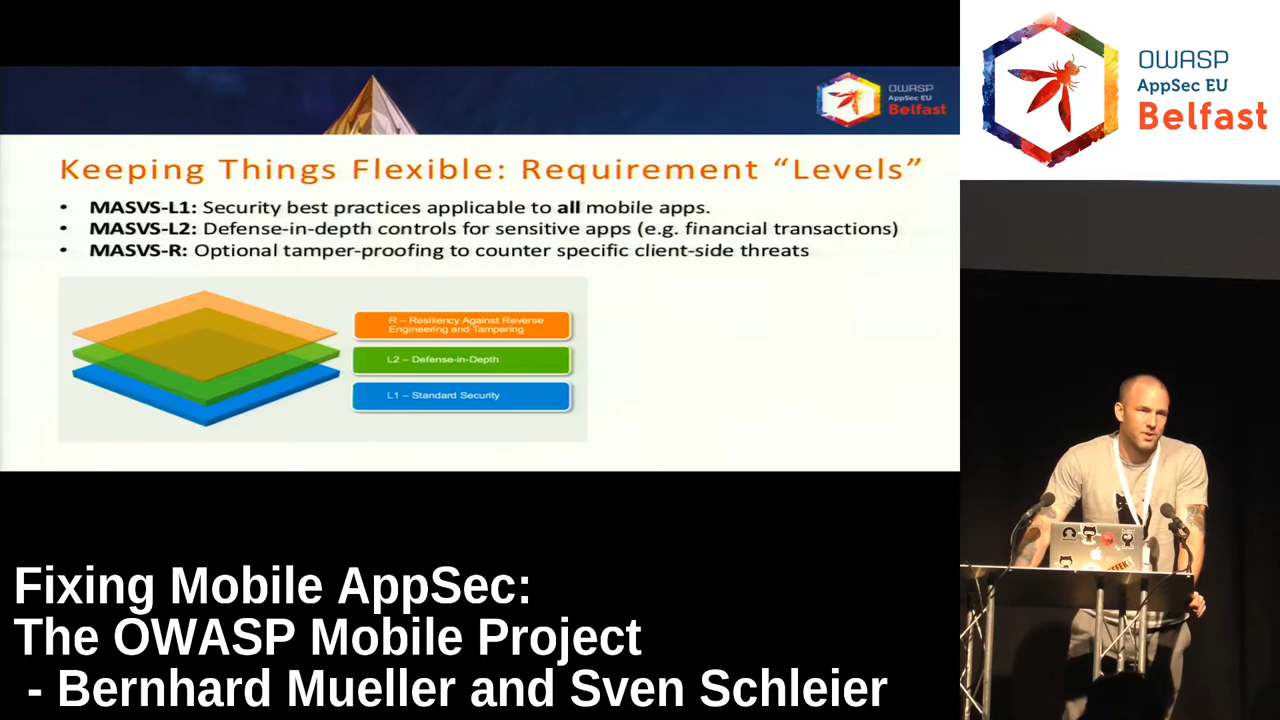 OWASP
AppSec EU
Belfast
OWASP
AppSec EU
Belfast
Keeping Things Flexible: Requirement “Levels”
• MASVS-L1: Security best practices applicable to all mobile apps.
• MASVS-L2: Defense-in-depth controls for sensitive apps (e.g. financial transactions)
• MASVS-R: Optional tamper-proofing to counter specific client-side threats
R – Resiliency Against Reverse
Engineering and Tampering
L2 – Defense-in-Depth
L1 – Standard Security
Fixing Mobile AppSec:
The OWASP Mobile Project
- Bernhard Mueller and Sven Schleier